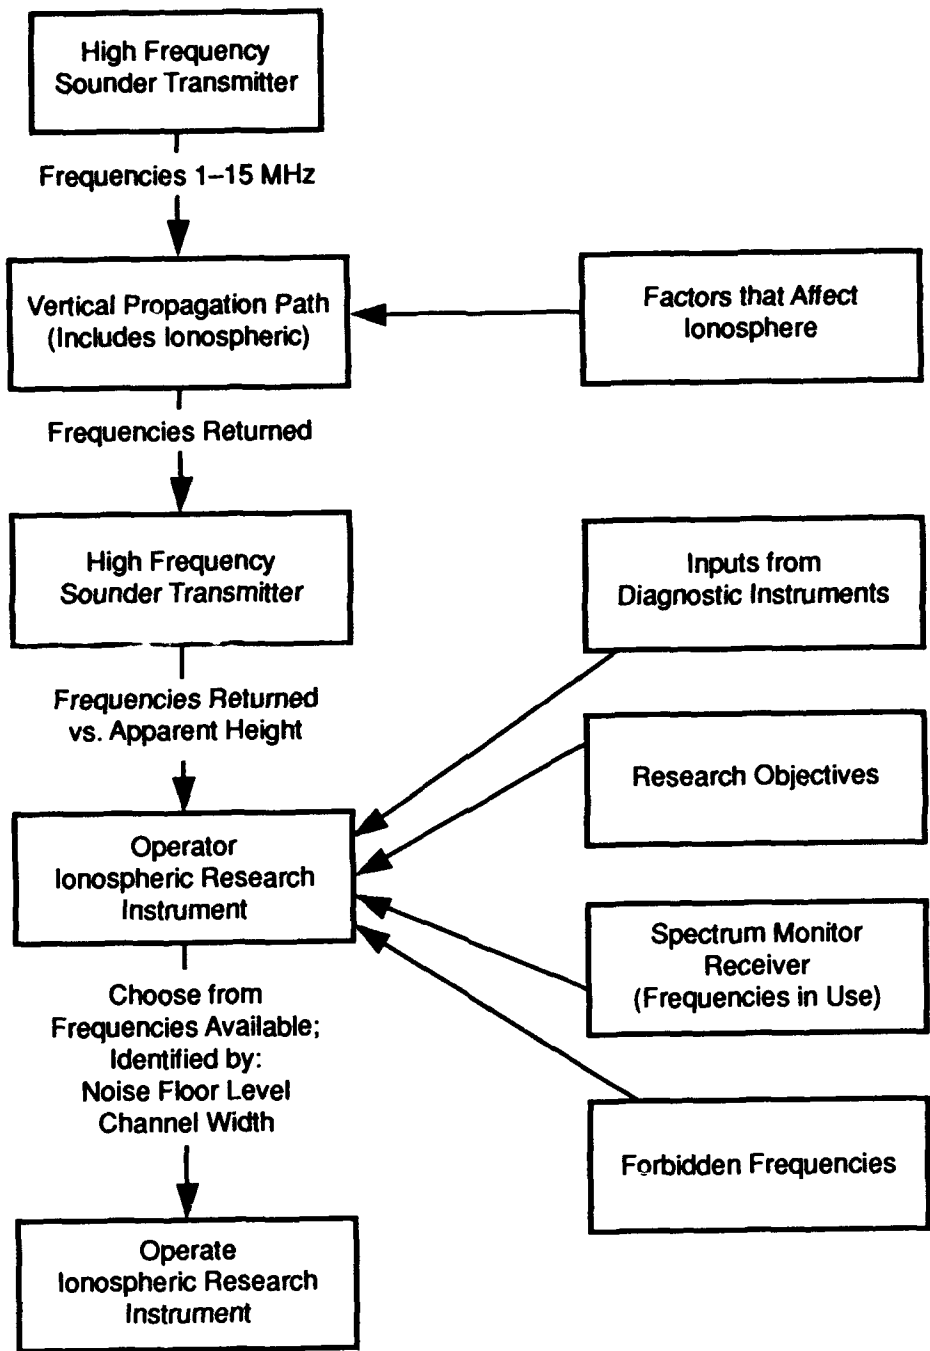 High Frequency
Sounder Transmitter
Frequencies 1–15 MHz
Vertical Propagation Path
(Includes Ionospheric)
Factors that Affect
Ionosphere
Frequencies Returned
High Frequency
Sounder Transmitter
Inputs from
Diagnostic Instruments
Frequencies Returned
vs. Apparent Height
Research Objectives
Operator
Ionospheric Research
Instrument
Spectrum Monitor
Receiver
(Frequencies in Use)
Choose from
Frequencies Available;
Identified by:
Noise Floor Level
Channel Width
Forbidden Frequencies
Operate
Ionospheric Research
Instrument